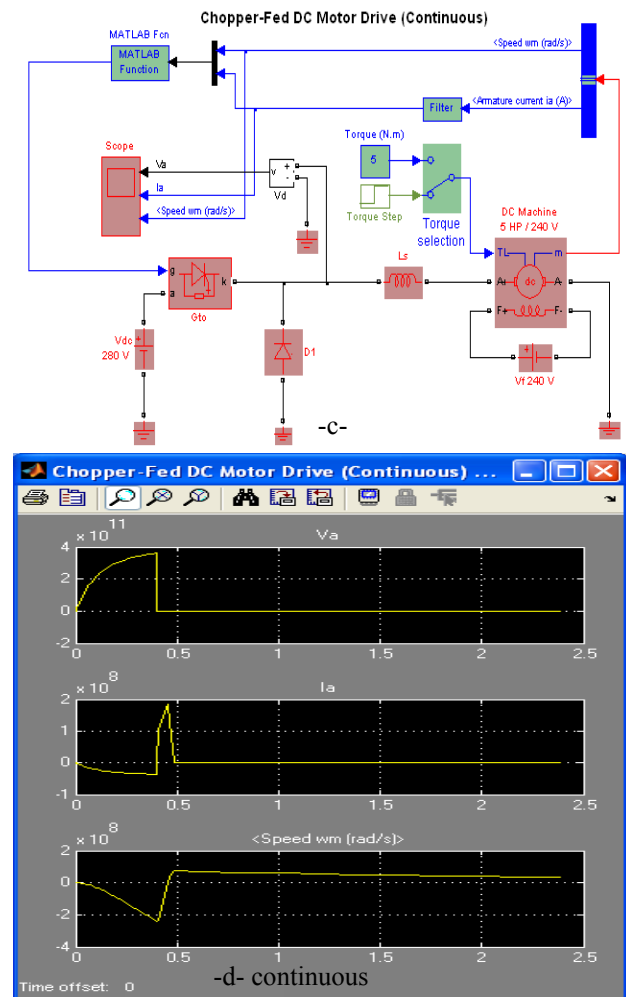 Chopper-Fed DC Motor Drive (Continuous)
MATLAB Fcn
MATLAB
Function
<Speed wm (rad/s)>
Filter
<Armature current ia (A)>
Scope
Va
Ia
<Speed wm (rad/s)>
v
+
-
Vd
Torque (N.m)
5
Torque Step
Torque
selection
DC Machine
5 HP / 240 V
TL
m
A+
dc
A-
F+
F-
Ls
g
a
k
Gto
Vdc
280 V
+
D1
+
Vf 240 V
-c-
Chopper-Fed DC Motor Drive (Continuous) ...
x 10^11
Va
4
2
0
-2
0 0.5 1 1.5 2 2.5
x 10^8
Ia
2
1
0
-1
0 0.5 1 1.5 2 2.5
x 10^8
<Speed wm (rad/s)>
2
0
-2
-4
0 0.5 1 1.5 2 2.5
Time offset: 0
-d- continuous